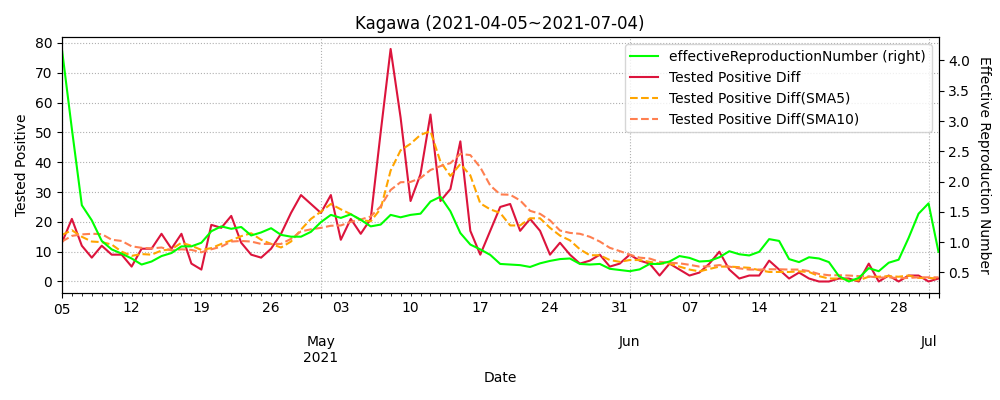 Kagawa (2021-04-05~2021-07-04)
effectiveReproductionNumber (right)
Tested Positive Diff
Tested Positive Diff(SMA5)
Tested Positive Diff(SMA10)
80
70
60
50
40
30
20
10
0
Tested Positive
4.0
3.5
3.0
2.5
2.0
1.5
1.0
0.5
Effective Reproduction Number
05 12 19 26 03 10 17 24 31 07 14 21 28
May Jun Jul
2021
Date